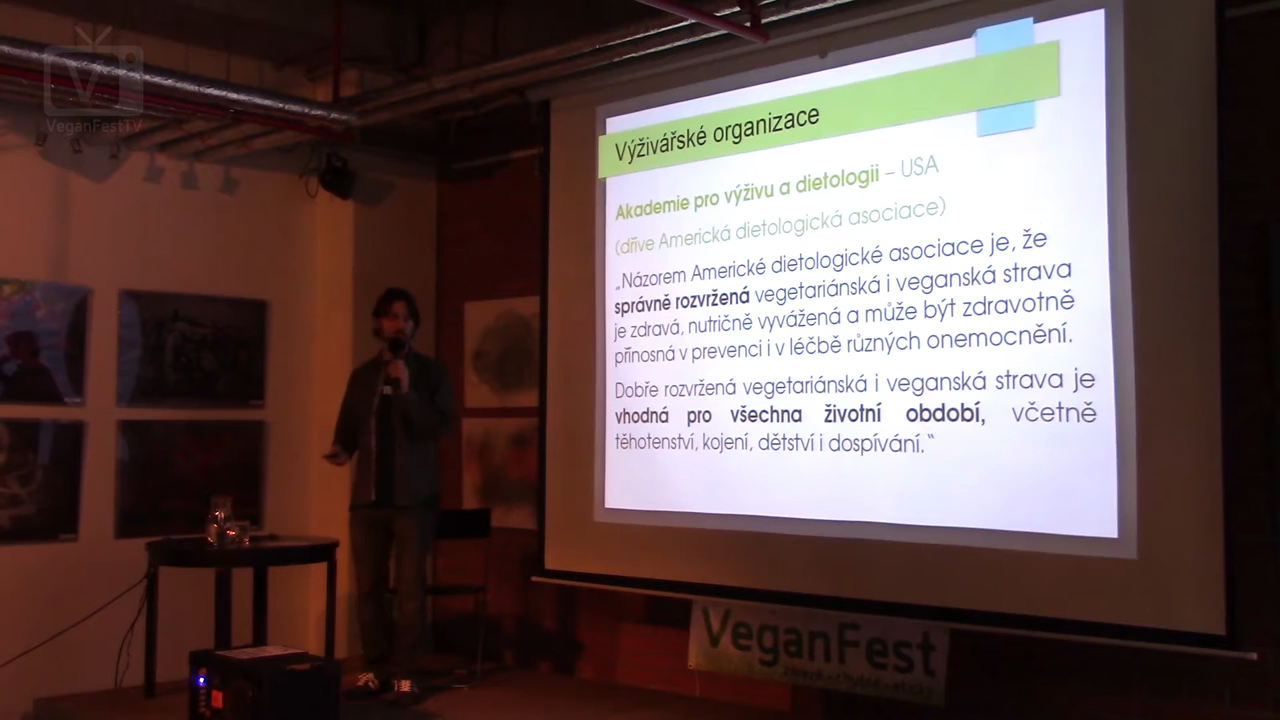 VeganFestTV
Výživářské organizace
Akademie pro výživu a dietologii – USA
(dříve Americká dietologická asociace)
„Názorem Americké dietologické asociace je, že
správně rozvržená vegetariánská i veganská strava
je zdravá, nutričně vyvážená a může být zdravotně
přínosná v prevenci i v léčbě různých onemocnění.
Dobře rozvržená vegetariánská i veganská strava je
vhodná pro všechna životní období, včetně
těhotenství, kojení, dětství i dospívání.“
VeganFest